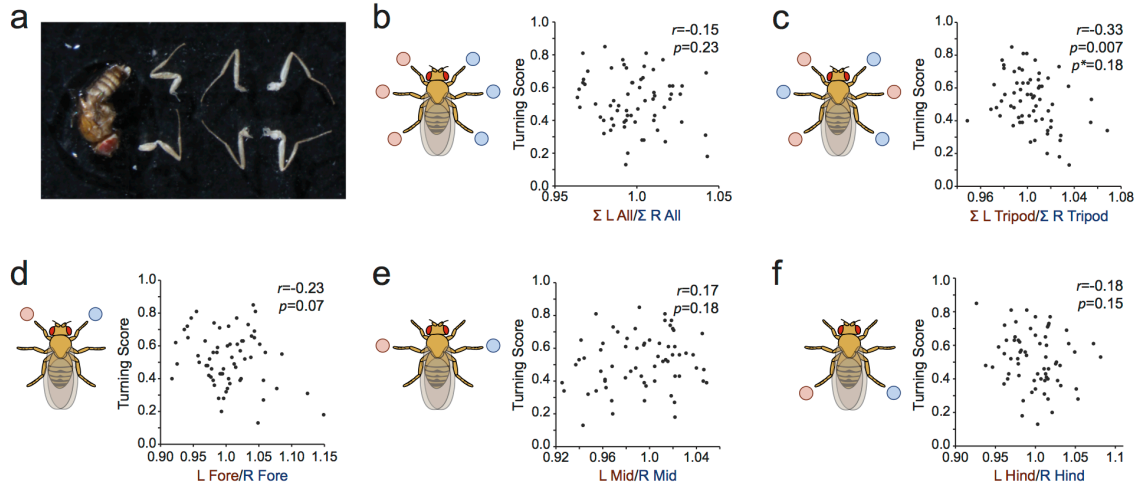 a
b
Turning Score
1.0
0.8
0.6
0.4
0.2
0.0
0.95
1.0
1.05
r=-0.15
p=0.23
Σ L All/Σ R All
c
Turning Score
1.0
0.8
0.6
0.4
0.2
0.0
0.96
1.00
1.04
1.08
r=-0.33
p=0.007
p*=0.18
Σ L Tripod/Σ R Tripod
d
Turning Score
1.0
0.8
0.6
0.4
0.2
0.0
0.90
0.95
1.00
1.05
1.10
1.15
r=-0.23
p=0.07
L Fore/R Fore
e
Turning Score
1.0
0.8
0.6
0.4
0.2
0.0
0.92
0.96
1.00
1.04
r=0.17
p=0.18
L Mid/R Mid
f
Turning Score
1.0
0.8
0.6
0.4
0.2
0.0
0.90
0.95
1.00
1.05
1.1
r=-0.18
p=0.15
L Hind/R Hind